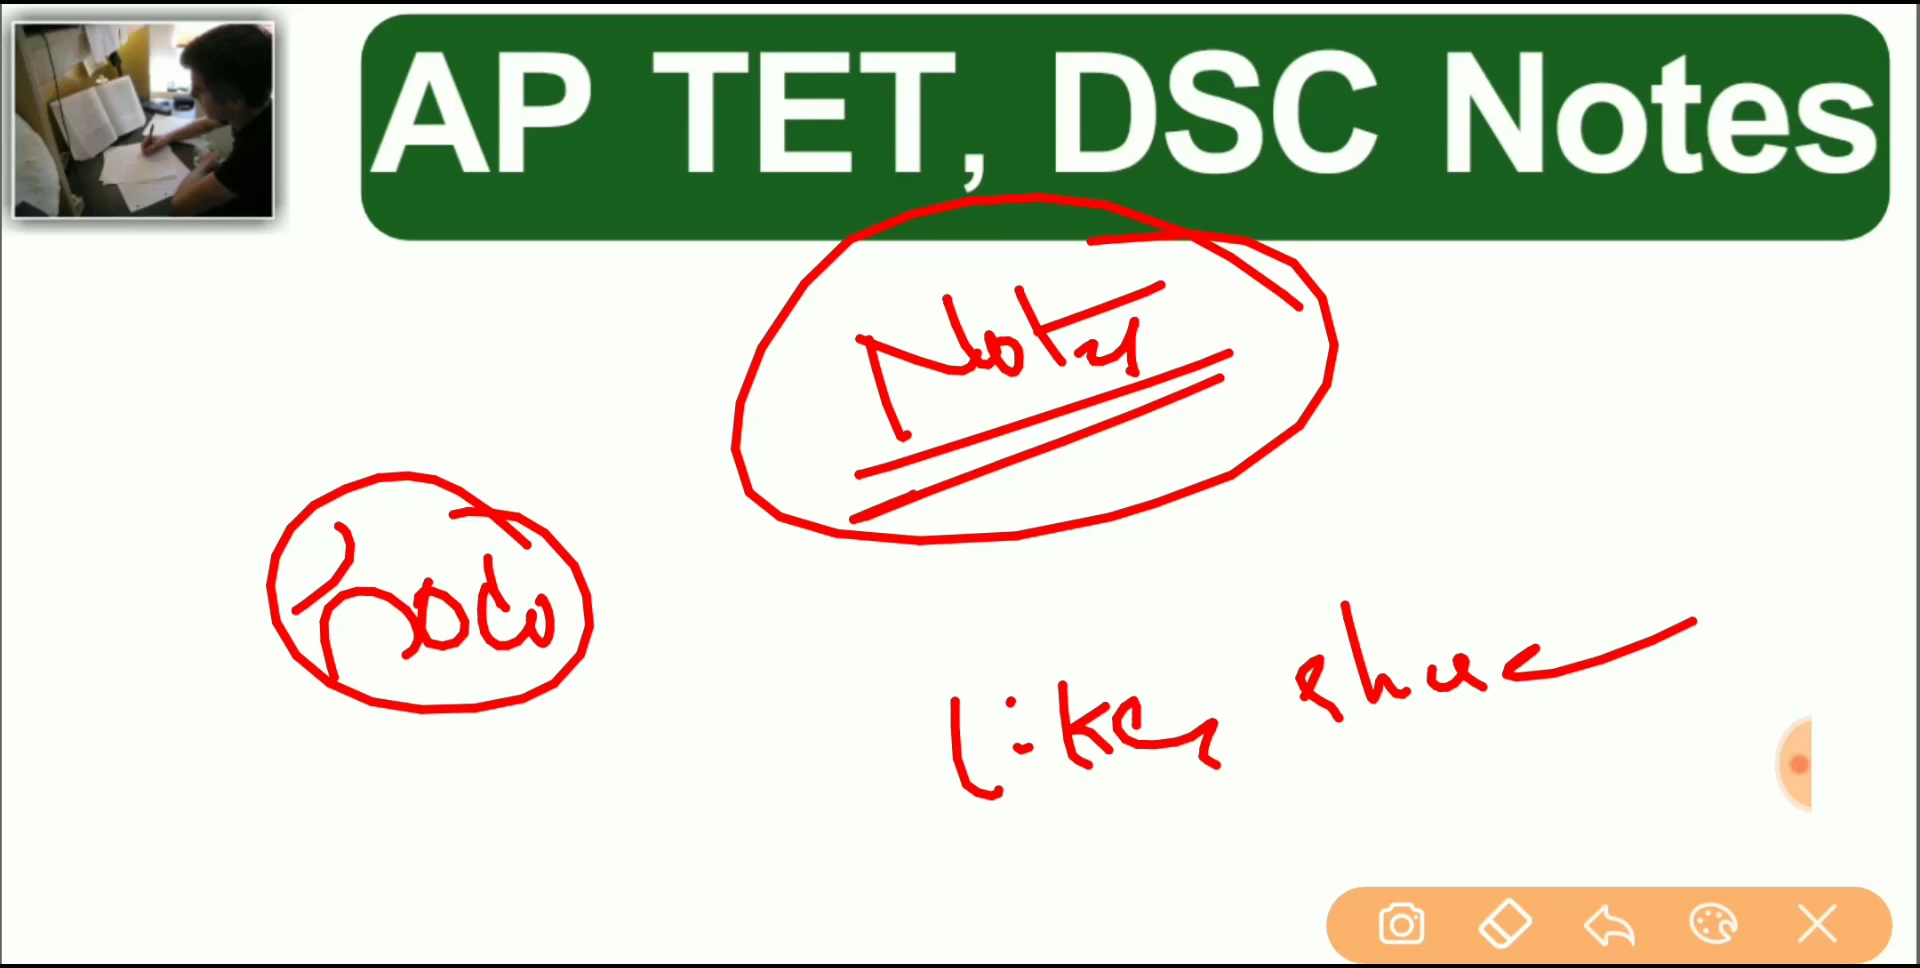 AP TET, DSC Notes
Notes
Like, share